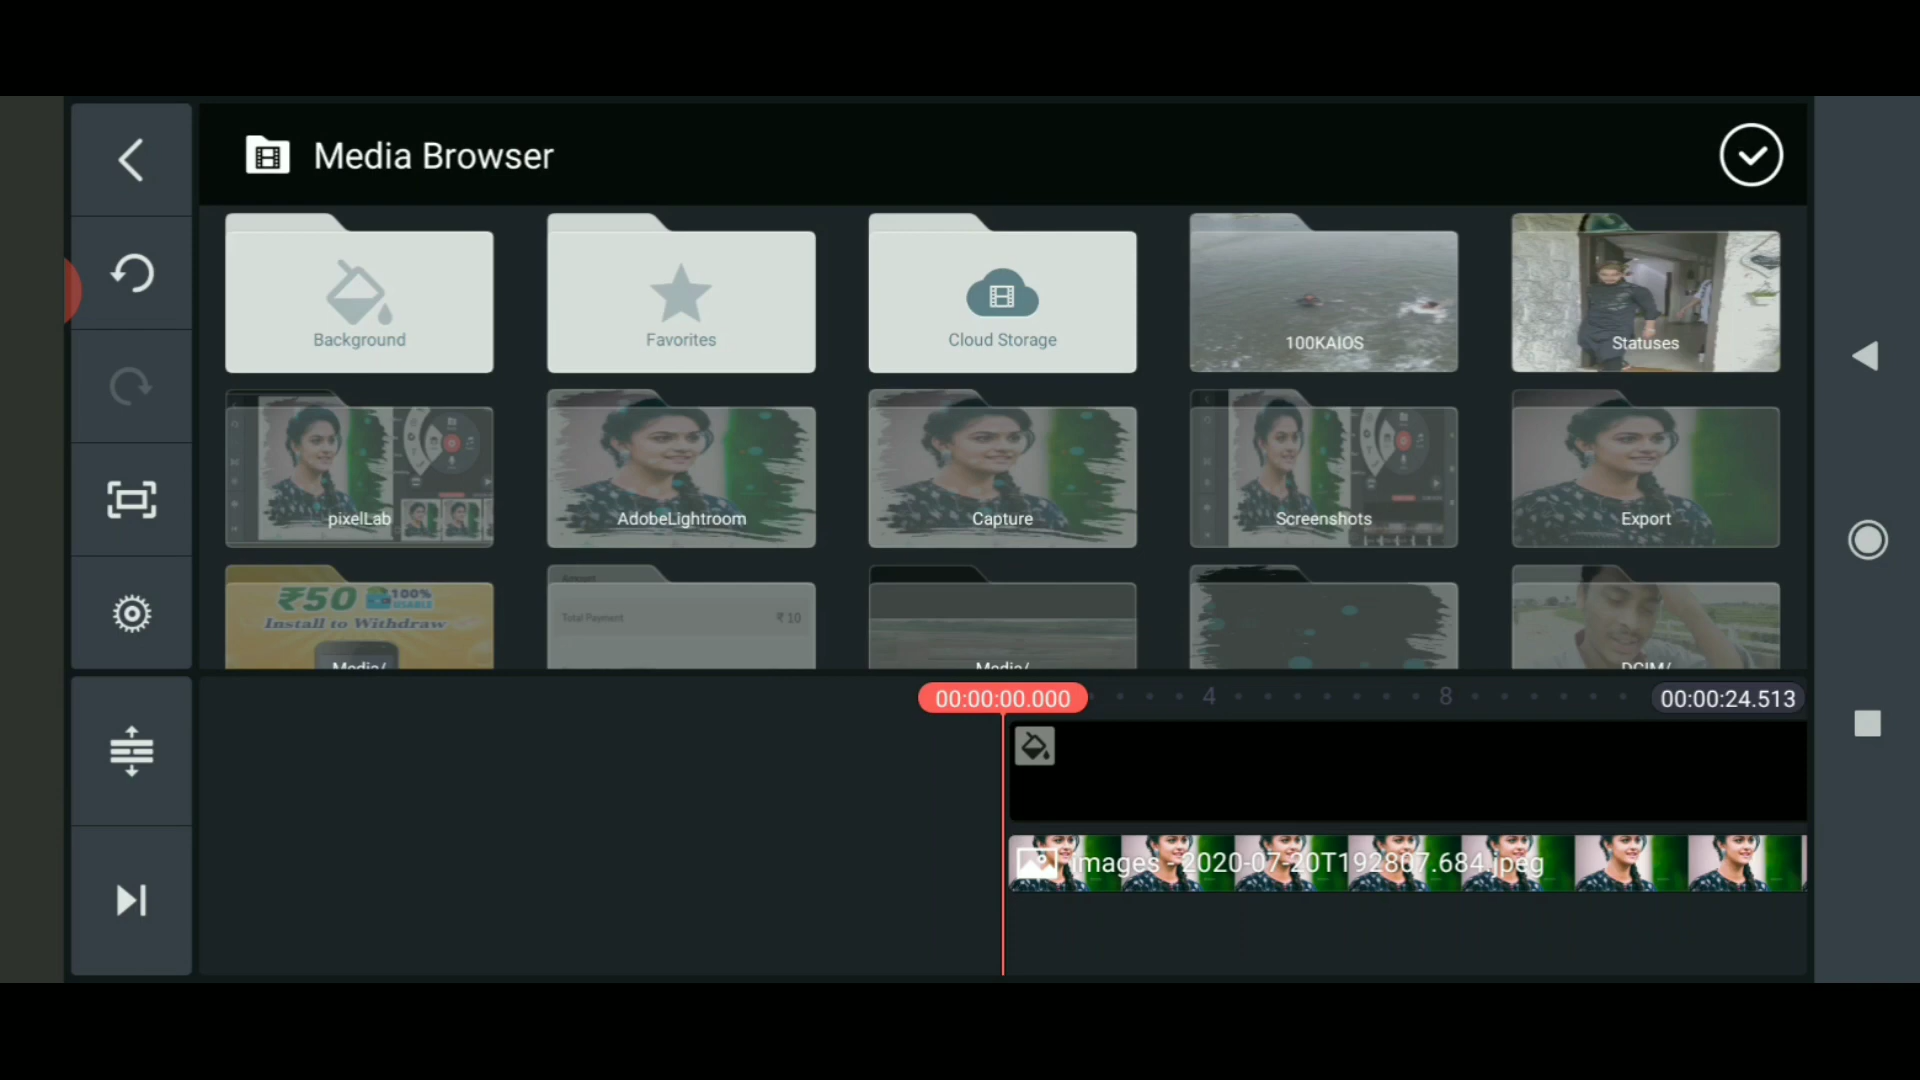 Media Browser
Background
Favorites
Cloud Storage
100KAIOS
Statuses
pixelLab
AdobeLightroom
Capture
Screenshots
Export
₹50 100% USABLE
Install to Withdraw
Media/
Amount
Total Payment ₹ 10
Media/
DCIM/
00:00:00.000
4
8
00:00:24.513
images - 2020-07-20T192807.684.jpeg